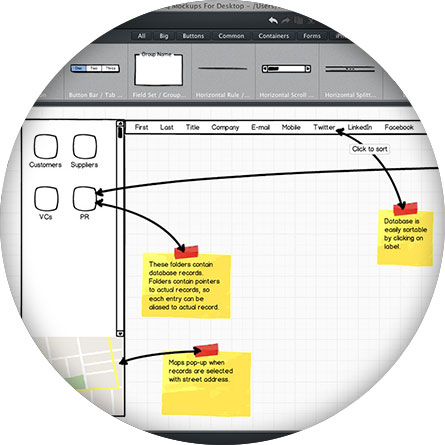 Mockups For Desktop - /Users/
All Big Buttons Common Containers Forms
Group Name
One Two Three
Button Bar / Tab ... Field Set / Group... Horizontal Rule /... Horizontal Scroll ... Horizontal Splitt...
First Last Title Company E-mail Mobile Twitter LinkedIn Facebook
Click to sort
Customers Suppliers
VCs PR
Database is
easily sortable
by clicking on
label.
These folders contain
database records.
Folders contain pointers
to actual records, so
each entry can be
aliased to actual record.
Maps pop-up when
records are selected
with street address.